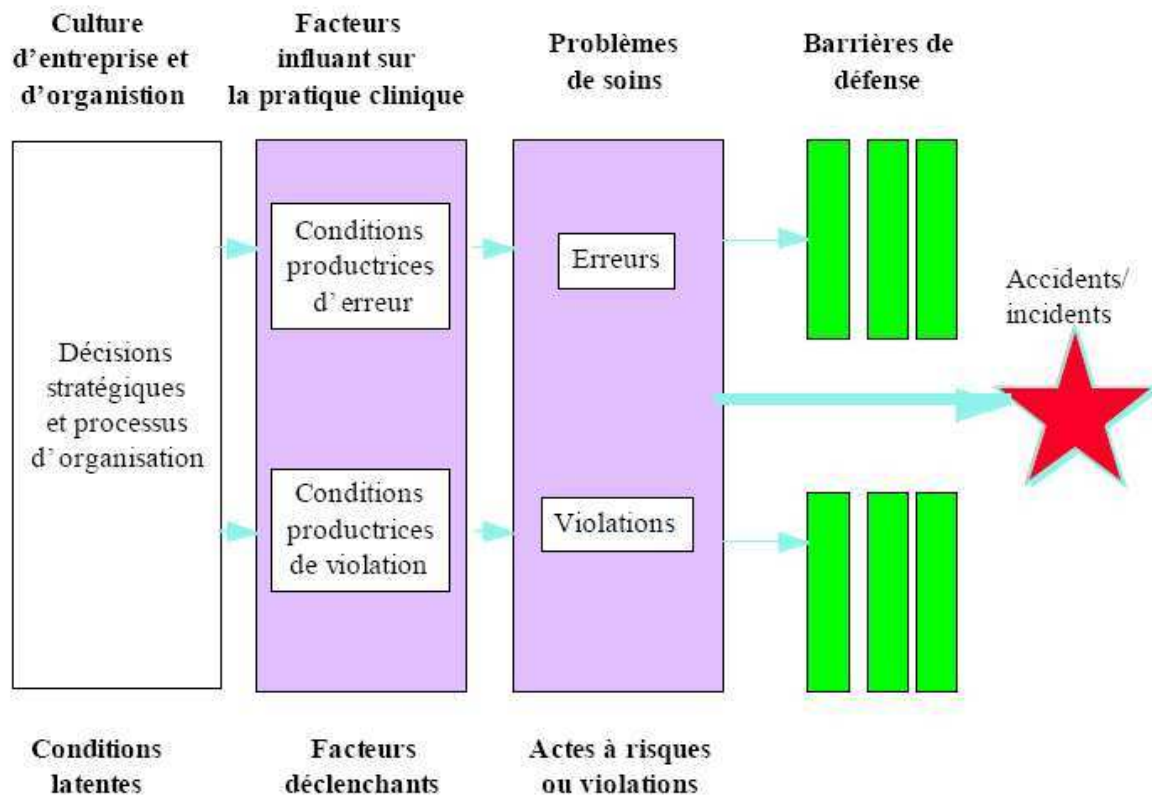 Culture
d’entreprise et
d’organistion
Facteurs
influant sur
la pratique clinique
Problèmes
de soins
Barrières de
défense
Décisions
stratégiques
et processus
d’organisation
Conditions
productrices
d’erreur
Conditions
productrices
de violation
Erreurs
Violations
Accidents/
incidents
Conditions
latentes
Facteurs
déclenchants
Actes à risques
ou violations